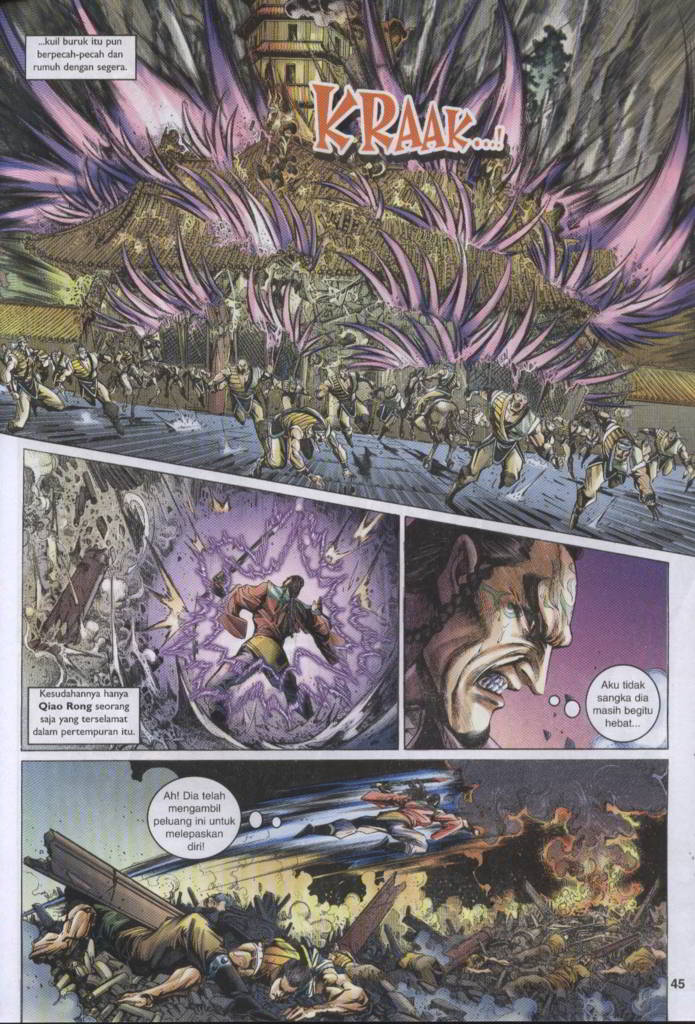 ...kuil buruk itu pun
berpecah-pecah dan
rumuh dengan segera.
KRAAK...!
Kesudahannya hanya
Qiao Rong seorang
saja yang terselamat
dalam pertempuran itu.
Aku tidak
sangka dia
masih begitu
hebat...
Ah! Dia telah
mengambil
peluang ini untuk
melepaskan
diri!
45